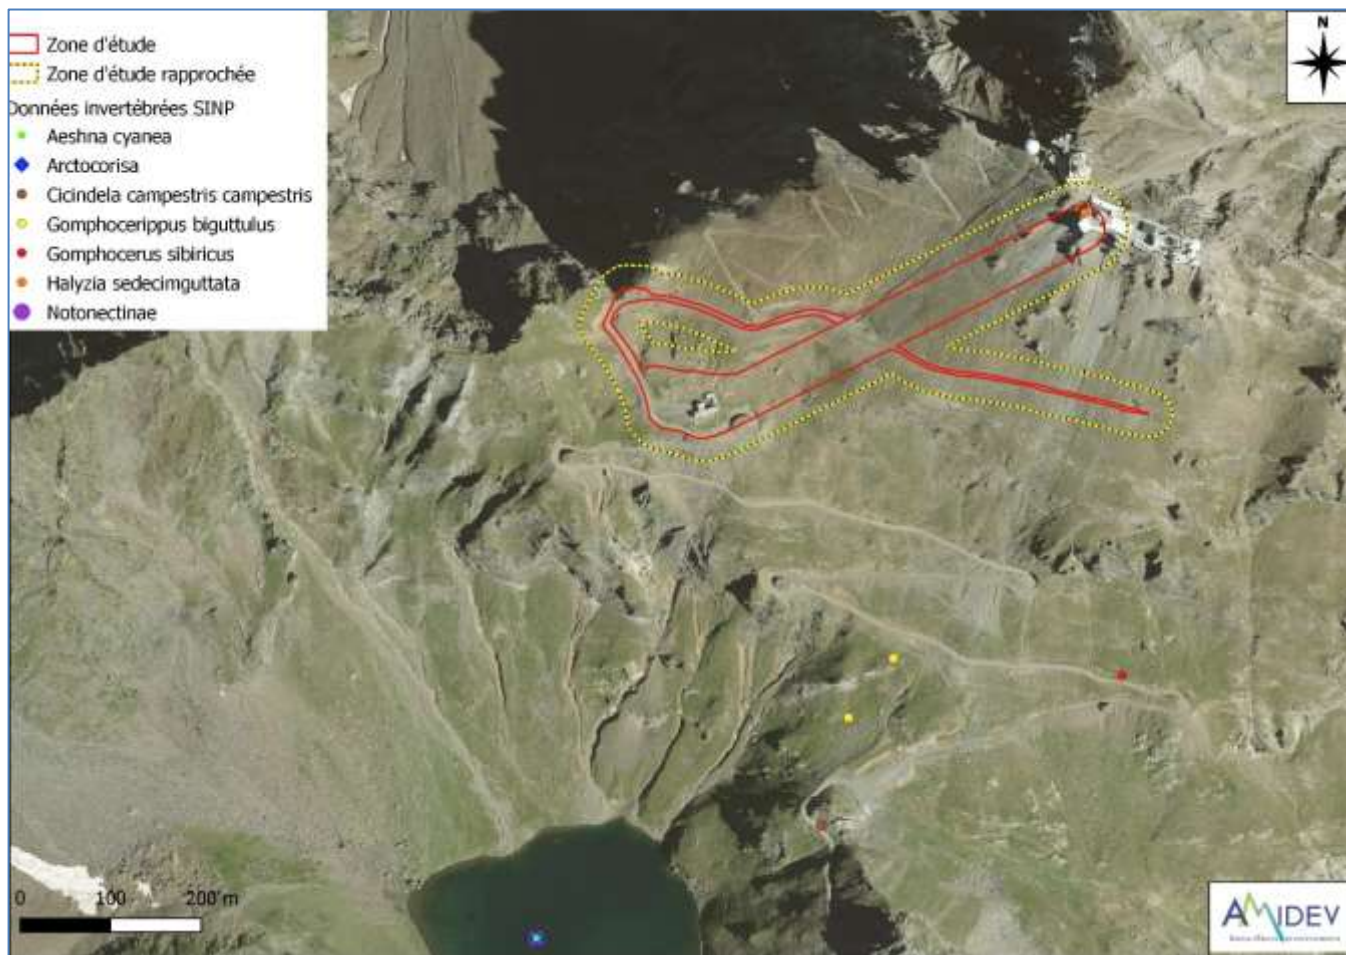 Zone d'étude
Zone d'étude rapprochée
Données invertébrées SINP
Aeshna cyanea
Arctocorisa
Cicindela campestris campestris
Gomphocerippus biguttulus
Gomphocerus sibiricus
Halyzia sedecimguttata
Notonectinae
N
0 100 200 m
AMIDEV